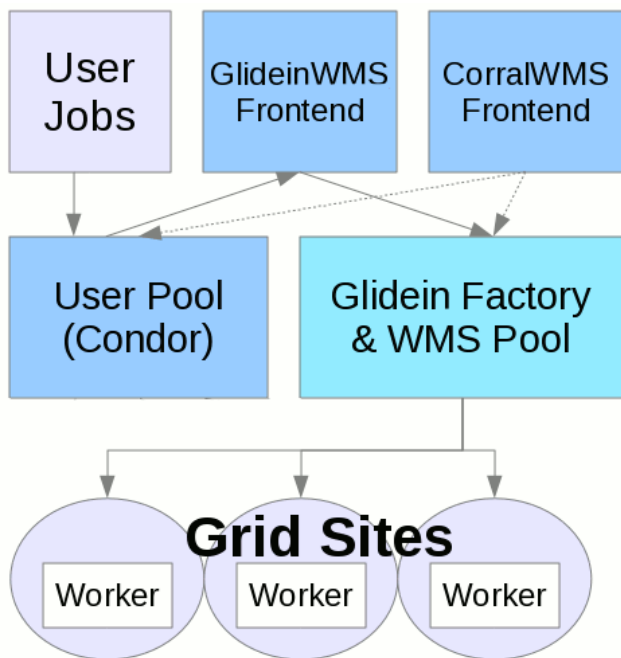 User
Jobs
GlideinWMS
Frontend
CorralWMS
Frontend
User Pool
(Condor)
Glidein Factory
& WMS Pool
Grid Sites
Worker
Worker
Worker